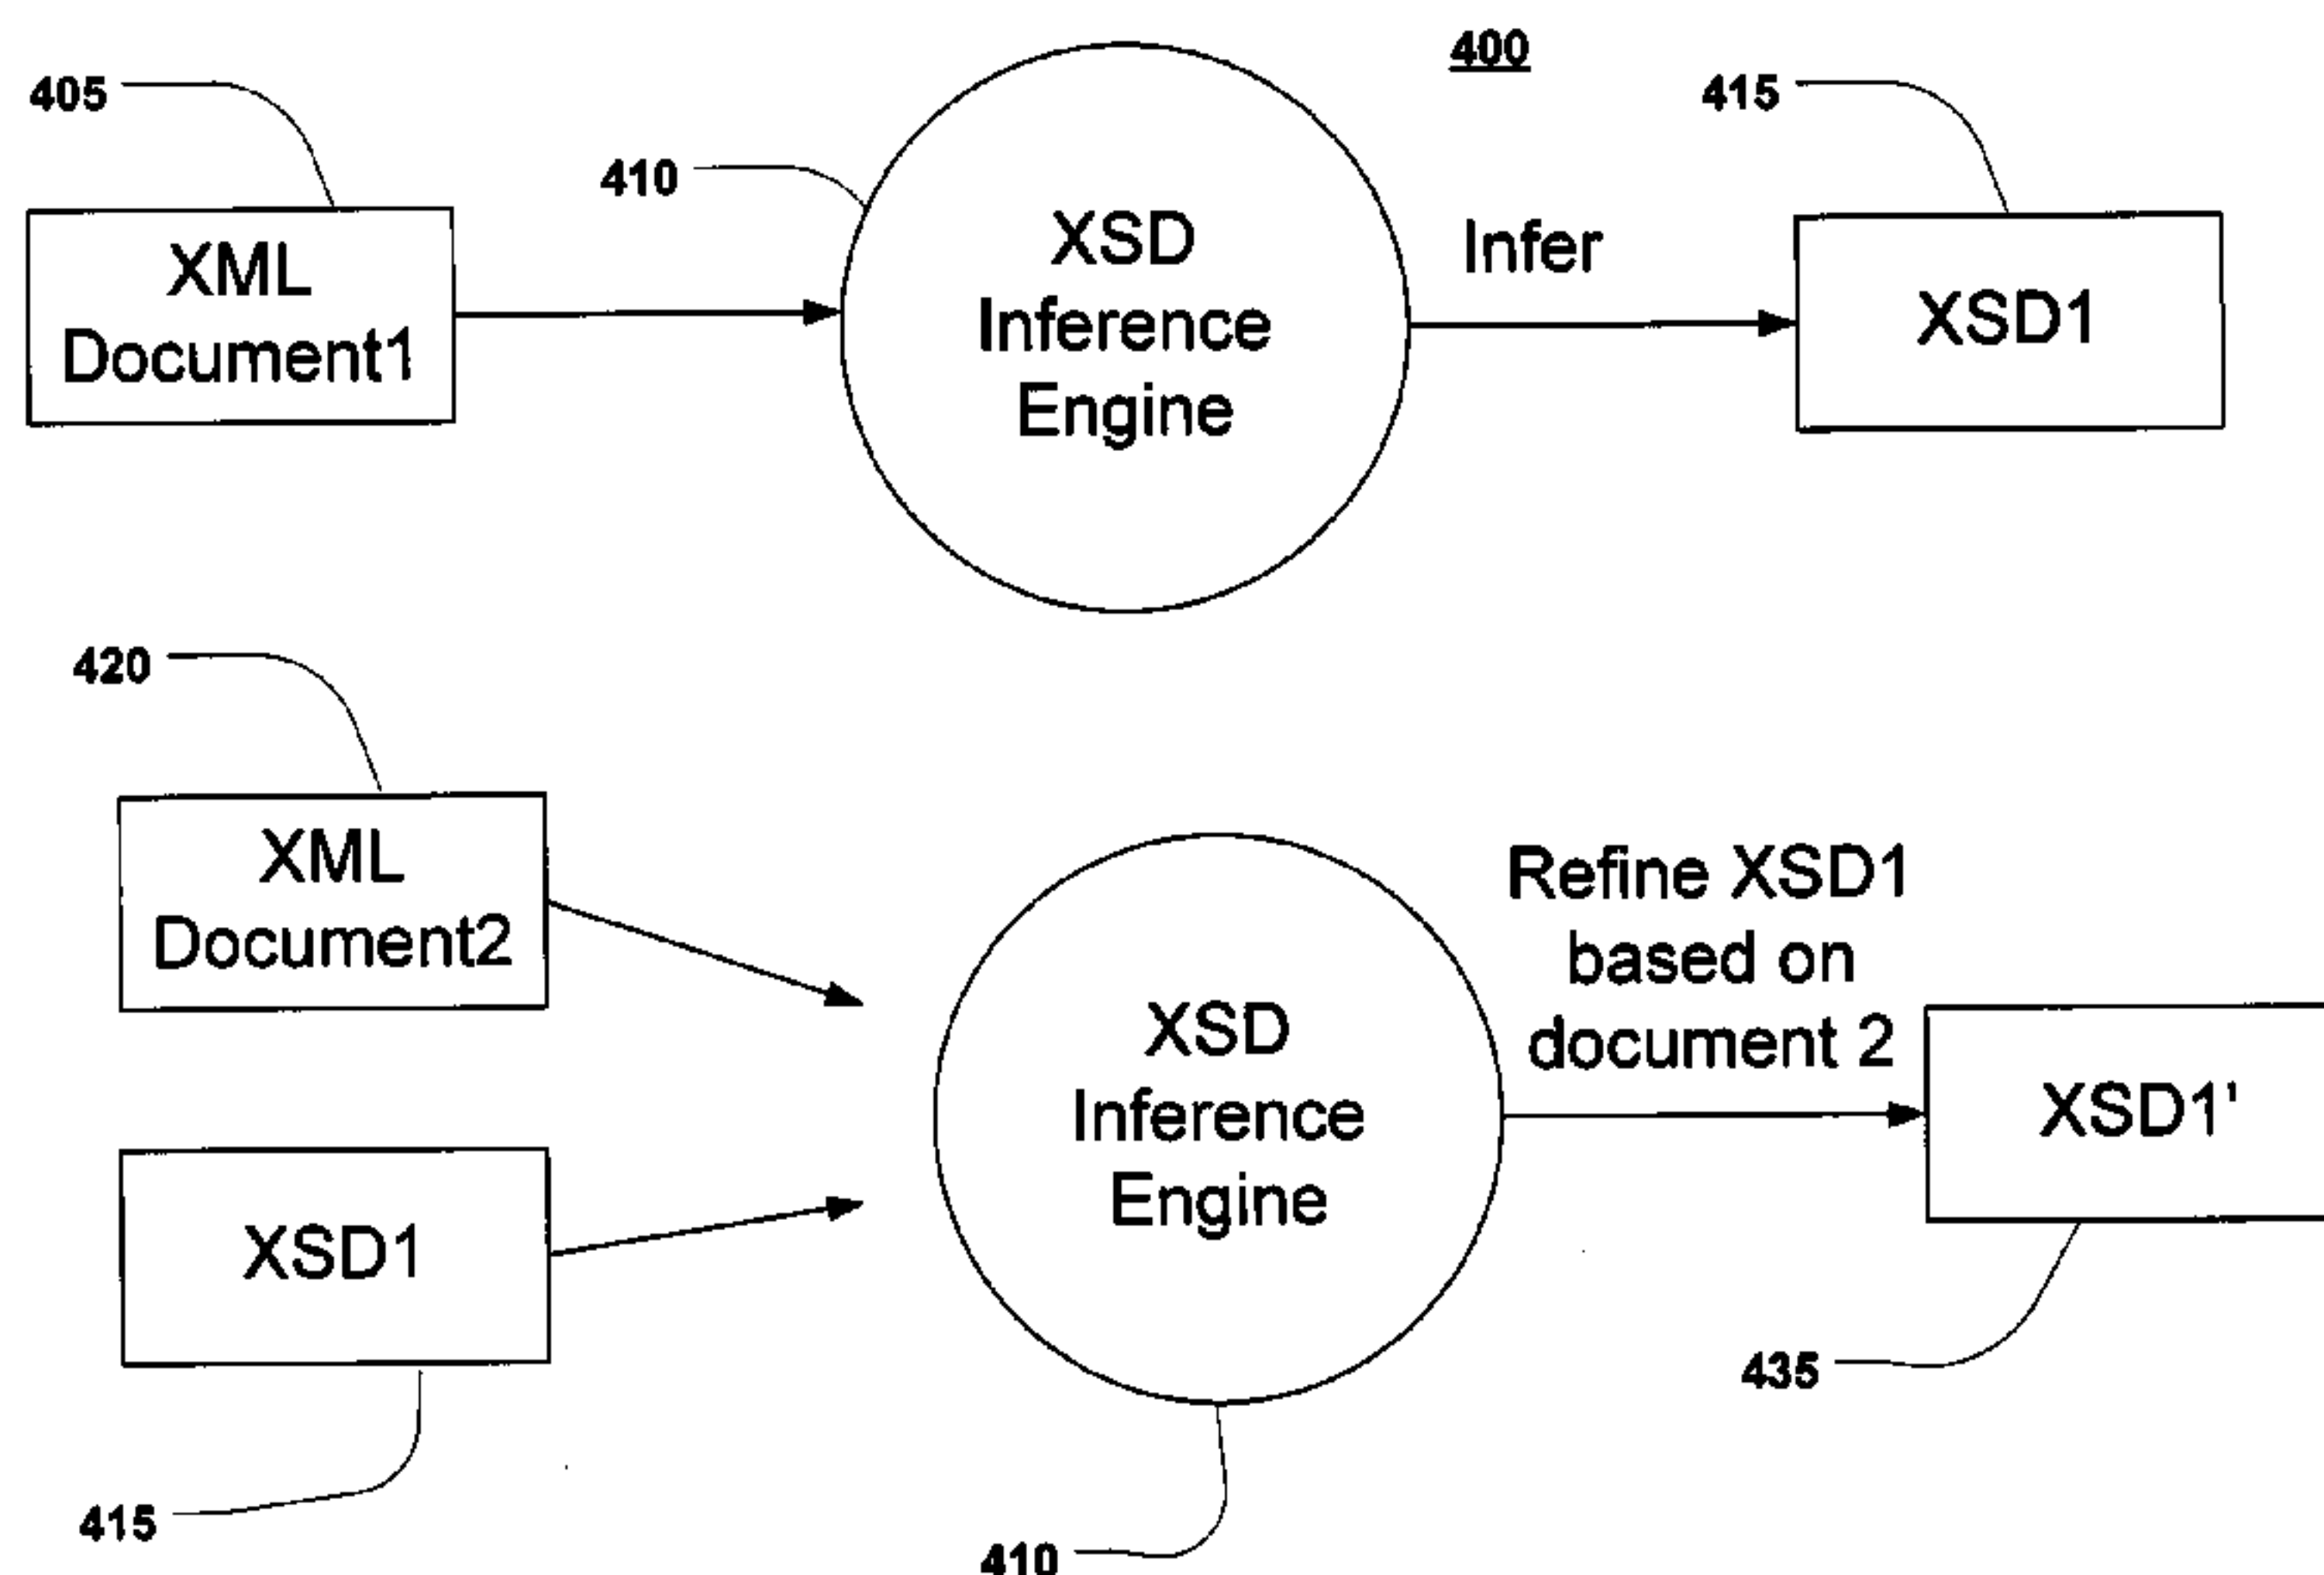 400
405
410
415
XML
Document1
XSD
Inference
Engine
Infer
XSD1
420
XML
Document2
XSD1
415
XSD
Inference
Engine
410
Refine XSD1
based on
document 2
XSD1'
435